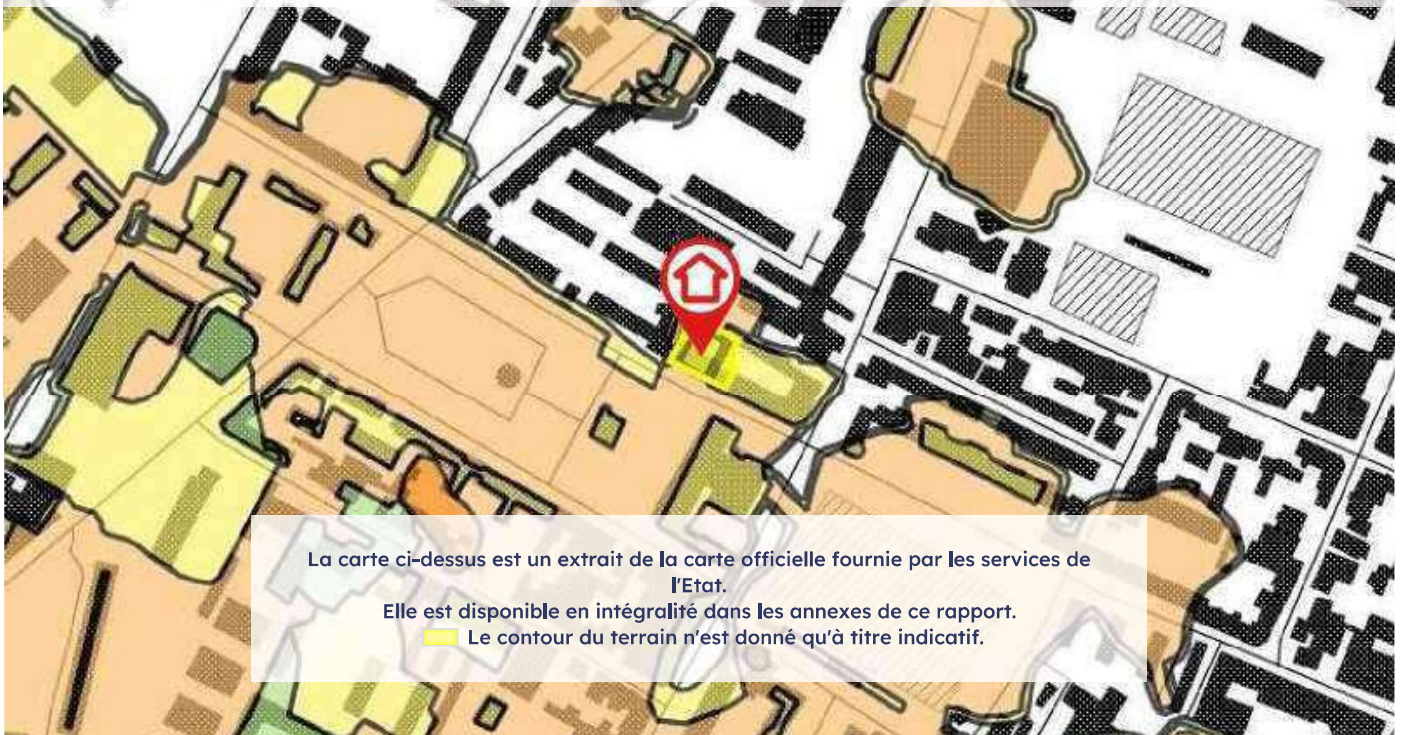 La carte ci-dessus est un extrait de la carte officielle fournie par les services de
l'Etat.
Elle est disponible en intégralité dans les annexes de ce rapport.
Le contour du terrain n'est donné qu'à titre indicatif.